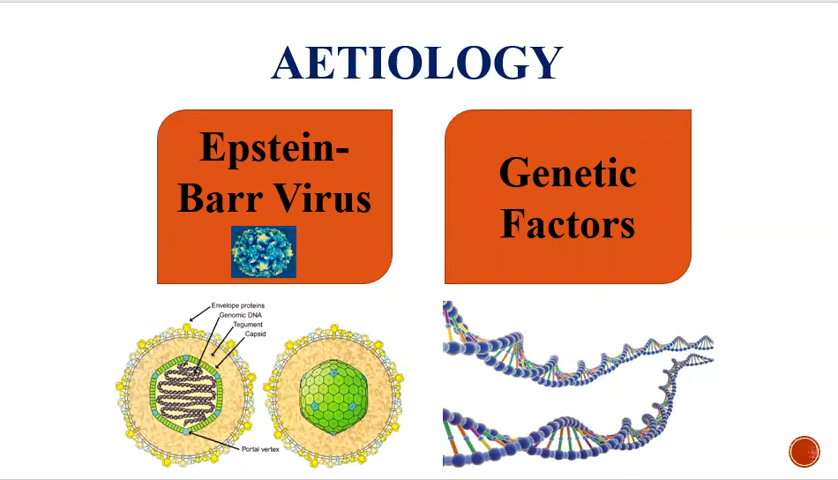 AETIOLOGY
Epstein-
Barr Virus
Genetic
Factors
Envelope proteins
Genomic DNA
Tegument
Capsid
Portal vertex